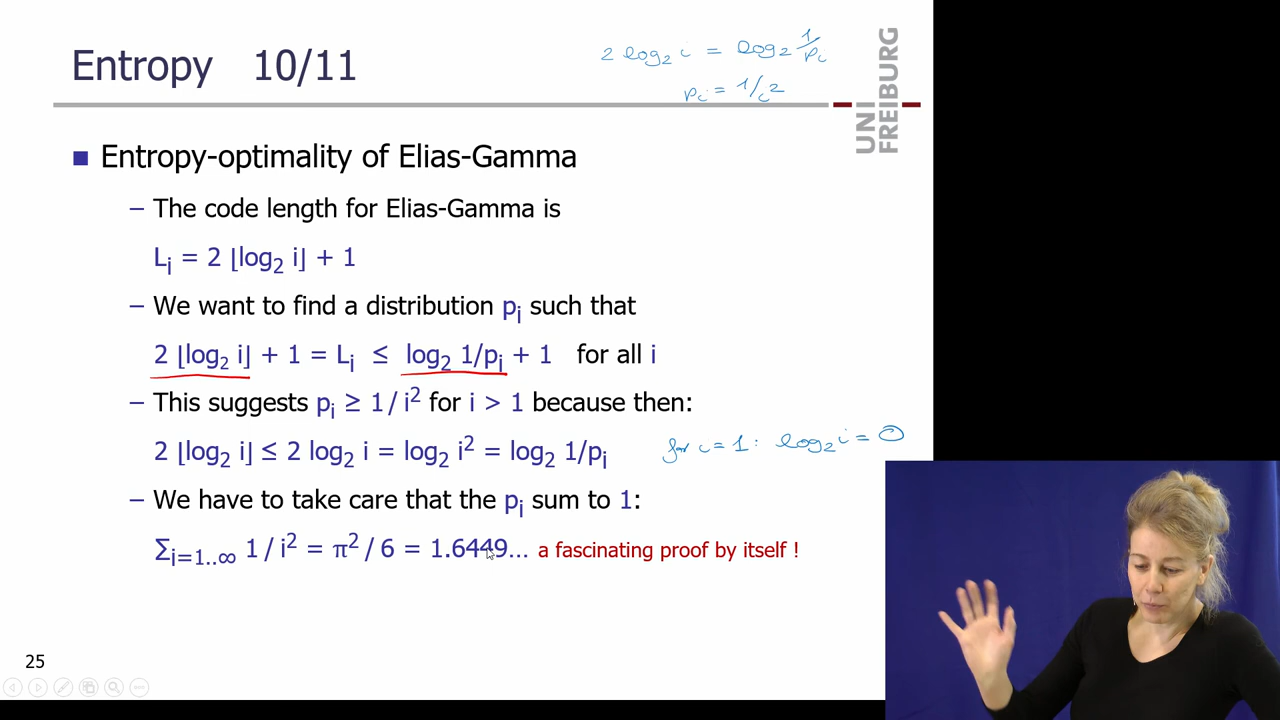 Entropy 10/11
2 log₂ i = log₂ 1/pᵢ
pᵢ = 1/i²
UNI
FREIBURG
■ Entropy-optimality of Elias-Gamma
– The code length for Elias-Gamma is
Lᵢ = 2 ⌊log₂ i⌋ + 1
– We want to find a distribution pᵢ such that
2 ⌊log₂ i⌋ + 1 = Lᵢ ≤ log₂ 1/pᵢ + 1 for all i
– This suggests pᵢ ≥ 1 / i² for i > 1 because then:
2 ⌊log₂ i⌋ ≤ 2 log₂ i = log₂ i² = log₂ 1/pᵢ
for i = 1 : log₂ i = 0
– We have to take care that the pᵢ sum to 1:
Σi=1..∞ 1 / i² = π² / 6 = 1.6449… a fascinating proof by itself !
25